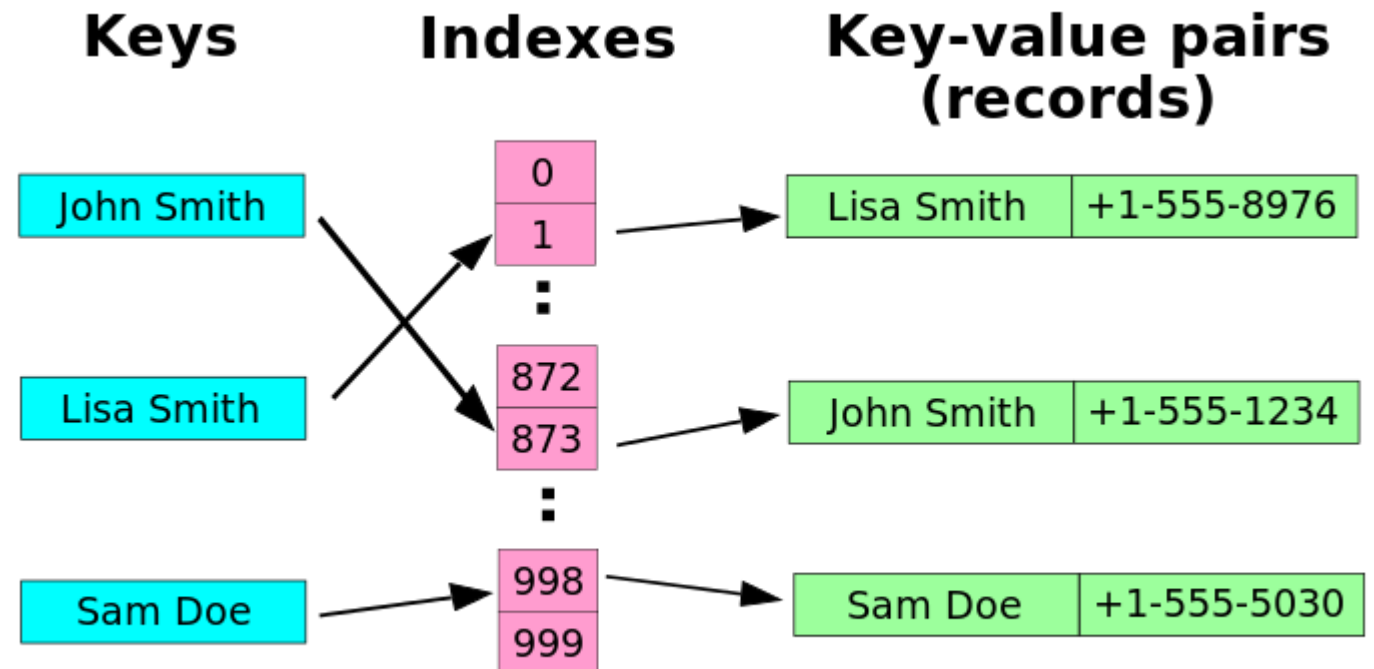 Keys
Indexes
Key-value pairs
(records)
John Smith
Lisa Smith
Sam Doe
0
1
:
872
873
:
998
999
Lisa Smith +1-555-8976
John Smith +1-555-1234
Sam Doe +1-555-5030